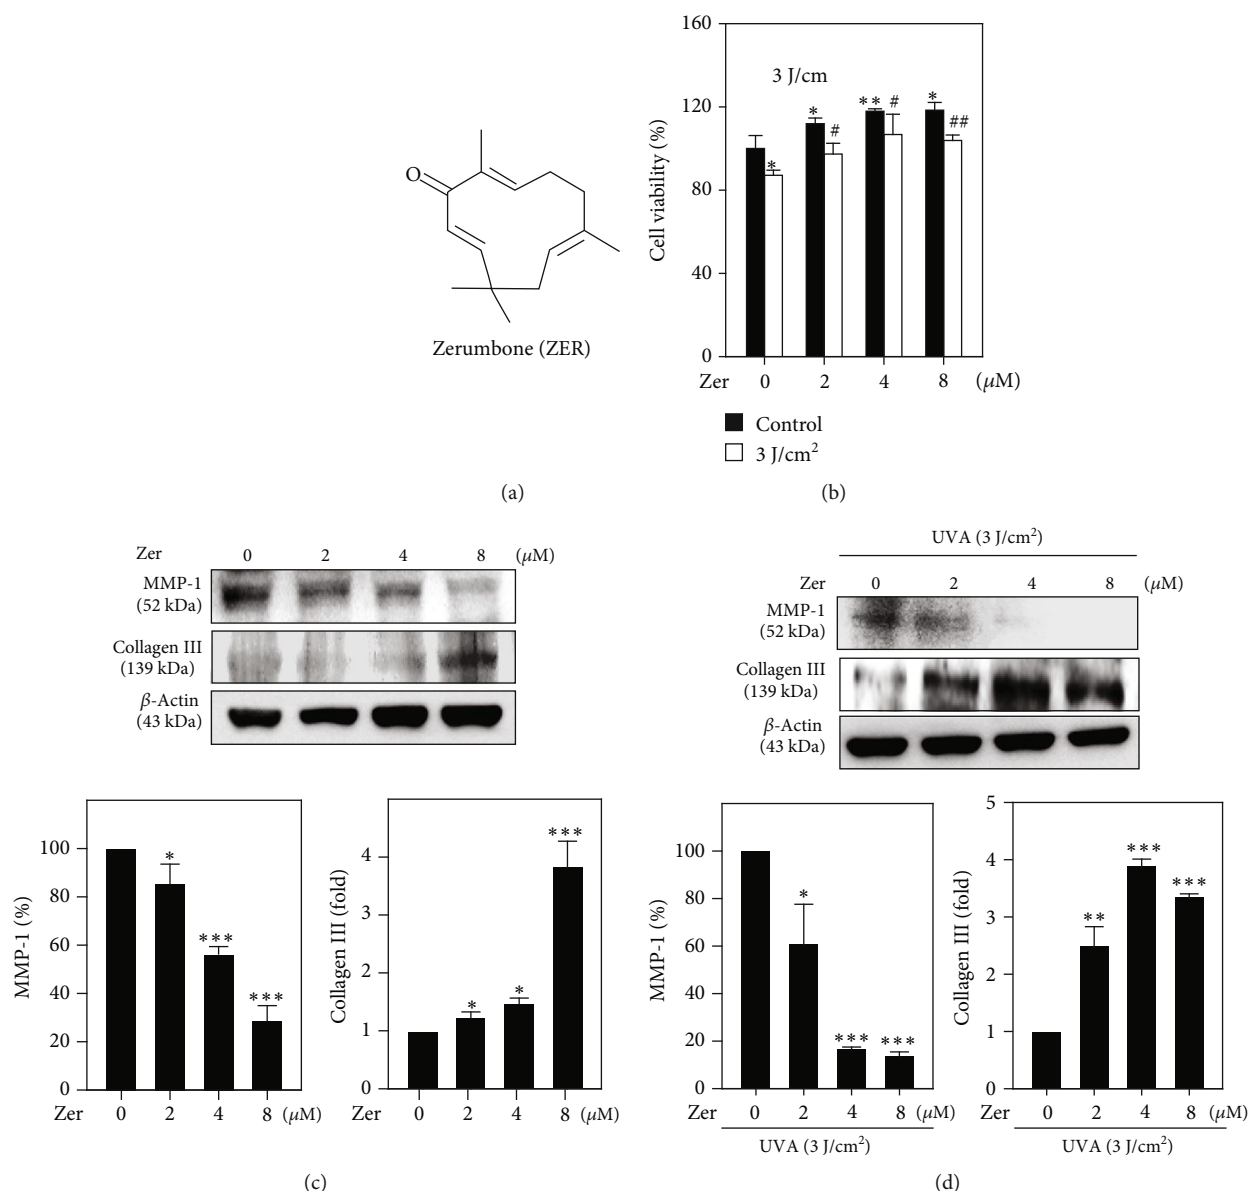 O
Zerumbone (ZER)
(a)
160
120
80
40
0
Cell viability (%)
3 J/cm
*
*
#
**
#
*
##
Zer 0 2 4 8 (μM)
Control
3 J/cm²
(b)
Zer 0 2 4 8 (μM)
MMP-1
(52 kDa)
Collagen III
(139 kDa)
β-Actin
(43 kDa)
100
80
60
40
20
0
MMP-1 (%)
*
***
***
Zer 0 2 4 8 (μM)
4
3
2
1
0
Collagen III (fold)
*
*
***
0 2 4 8 (μM)
(c)
UVA (3 J/cm²)
Zer 0 2 4 8 (μM)
MMP-1
(52 kDa)
Collagen III
(139 kDa)
β-Actin
(43 kDa)
100
80
60
40
20
0
MMP-1 (%)
*
***
***
Zer 0 2 4 8 (μM)
UVA (3 J/cm²)
5
4
3
2
1
0
Collagen III (fold)
**
***
***
Zer 0 2 4 8 (μM)
UVA (3 J/cm²)
(d)